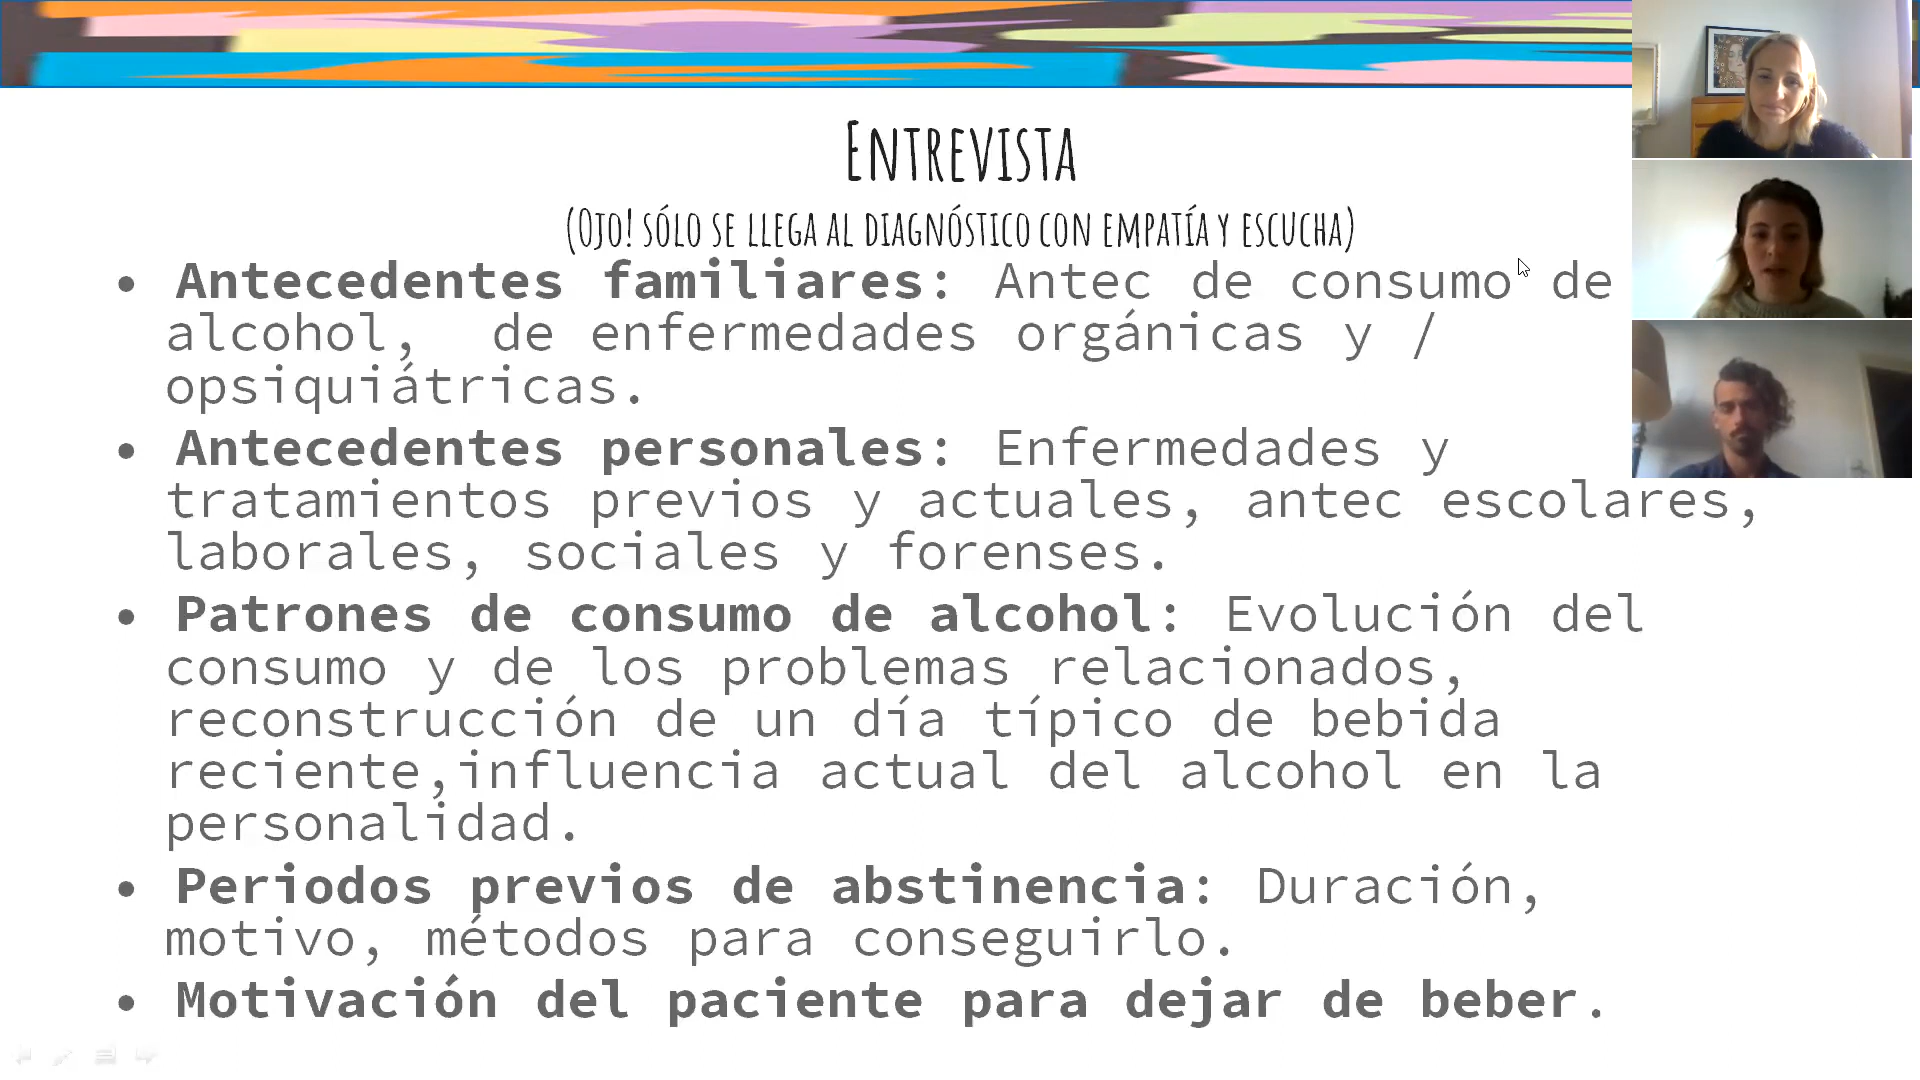 Entrevista
(Ojo! sólo se llega al diagnóstico con empatía y escucha)
• Antecedentes familiares: Antec de consumo de
alcohol, de enfermedades orgánicas y /
opsiquiátricas.
• Antecedentes personales: Enfermedades y
tratamientos previos y actuales, antec escolares,
laborales, sociales y forenses.
• Patrones de consumo de alcohol: Evolución del
consumo y de los problemas relacionados,
reconstrucción de un día típico de bebida
reciente,influencia actual del alcohol en la
personalidad.
• Periodos previos de abstinencia: Duración,
motivo, métodos para conseguirlo.
• Motivación del paciente para dejar de beber.